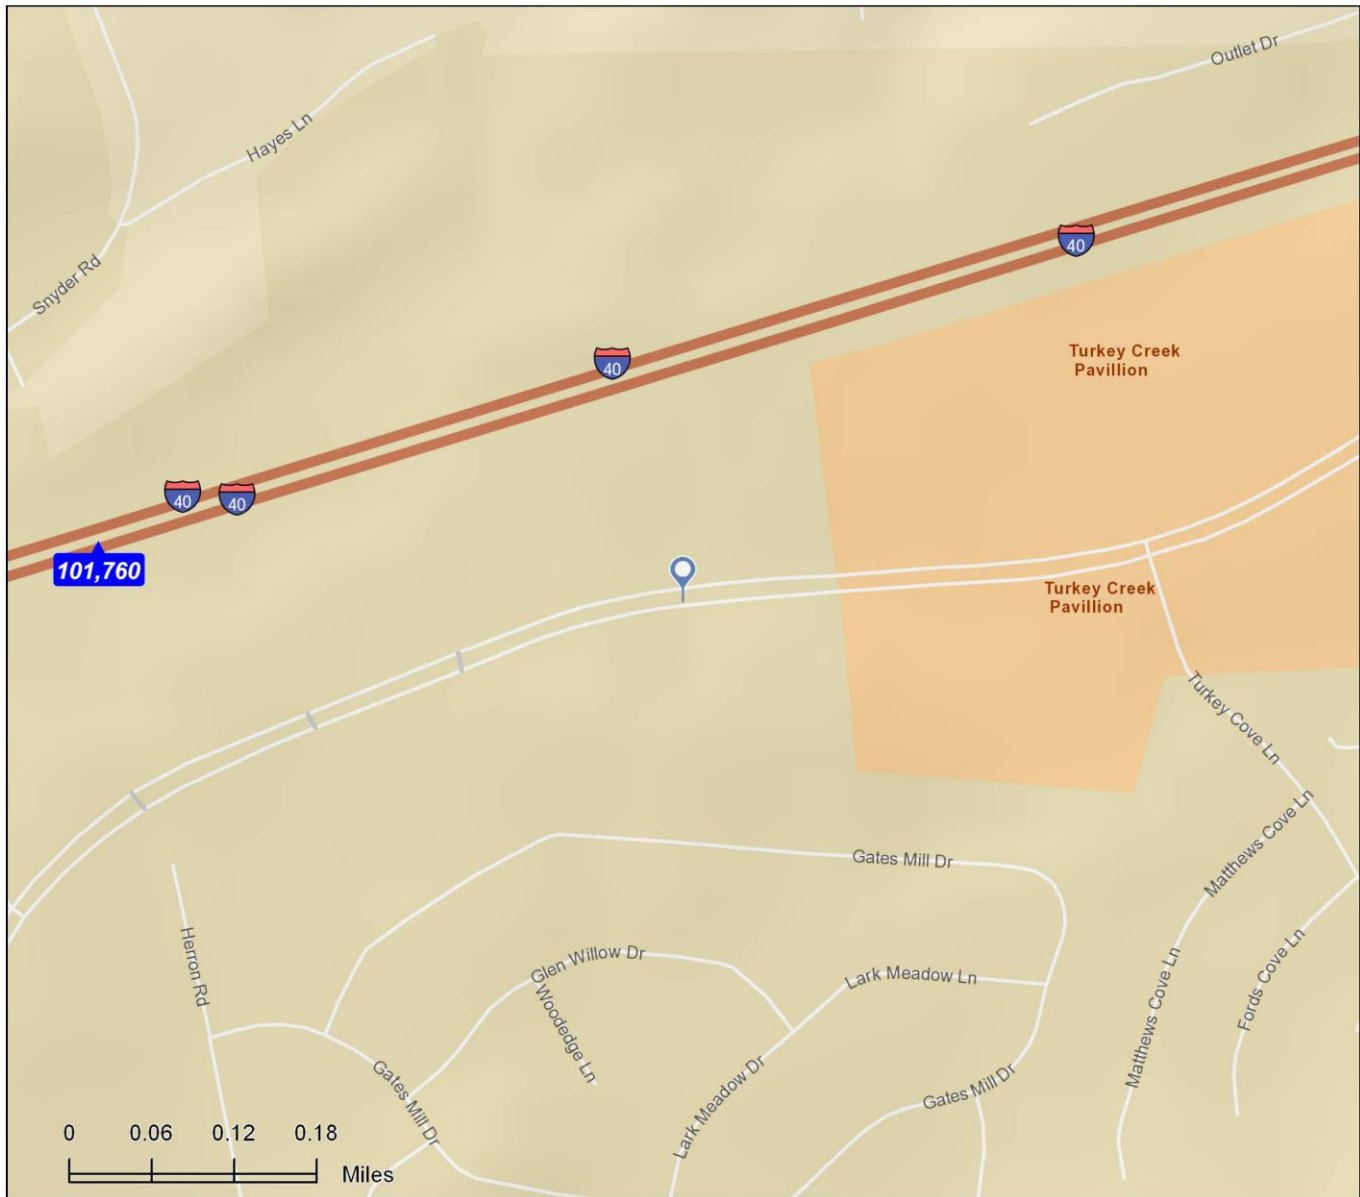 Outlet Dr
Hayes Ln
40
Snyder Rd
Turkey Creek
Pavillion
40
40
40
101,760
Turkey Creek
Pavillion
Turkey Cove Ln
Matthews Cove Ln
Gates Mill Dr
Herron Rd
Glen Willow Dr
Lark Meadow Ln
Fords Cove Ln
Woodedge Ln
Matthews Cove Ln
Gates Mill Dr
Lark Meadow Dr
Gates Mill Dr
0 0.06 0.12 0.18
Miles